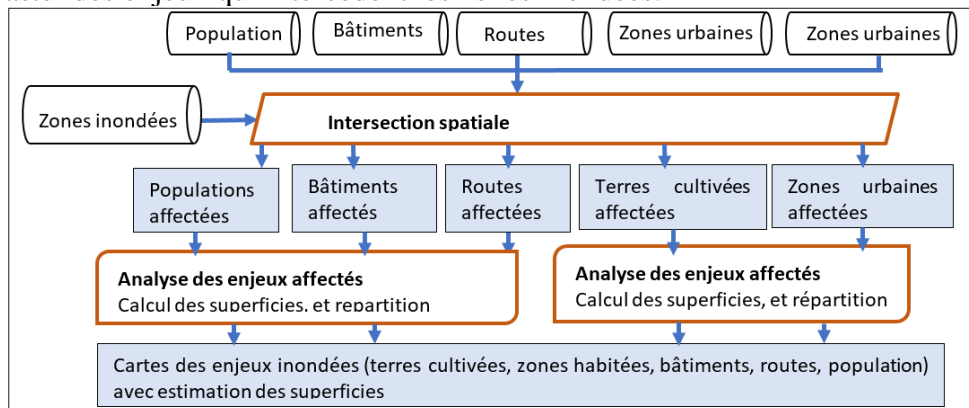 Population
Bâtiments
Routes
Zones urbaines
Zones urbaines
Zones inondées
Intersection spatiale
Populations
affectées
Bâtiments
affectés
Routes
affectées
Terres cultivées
affectées
Zones urbaines
affectées
Analyse des enjeux affectés
Calcul des superficies, et repartition
Analyse des enjeux affectés
Calcul des superficies, et répartition
Cartes des enjeux inondées (terres cultivées, zones habitées, bâtiments, routes, population)
avec estimation des superficies